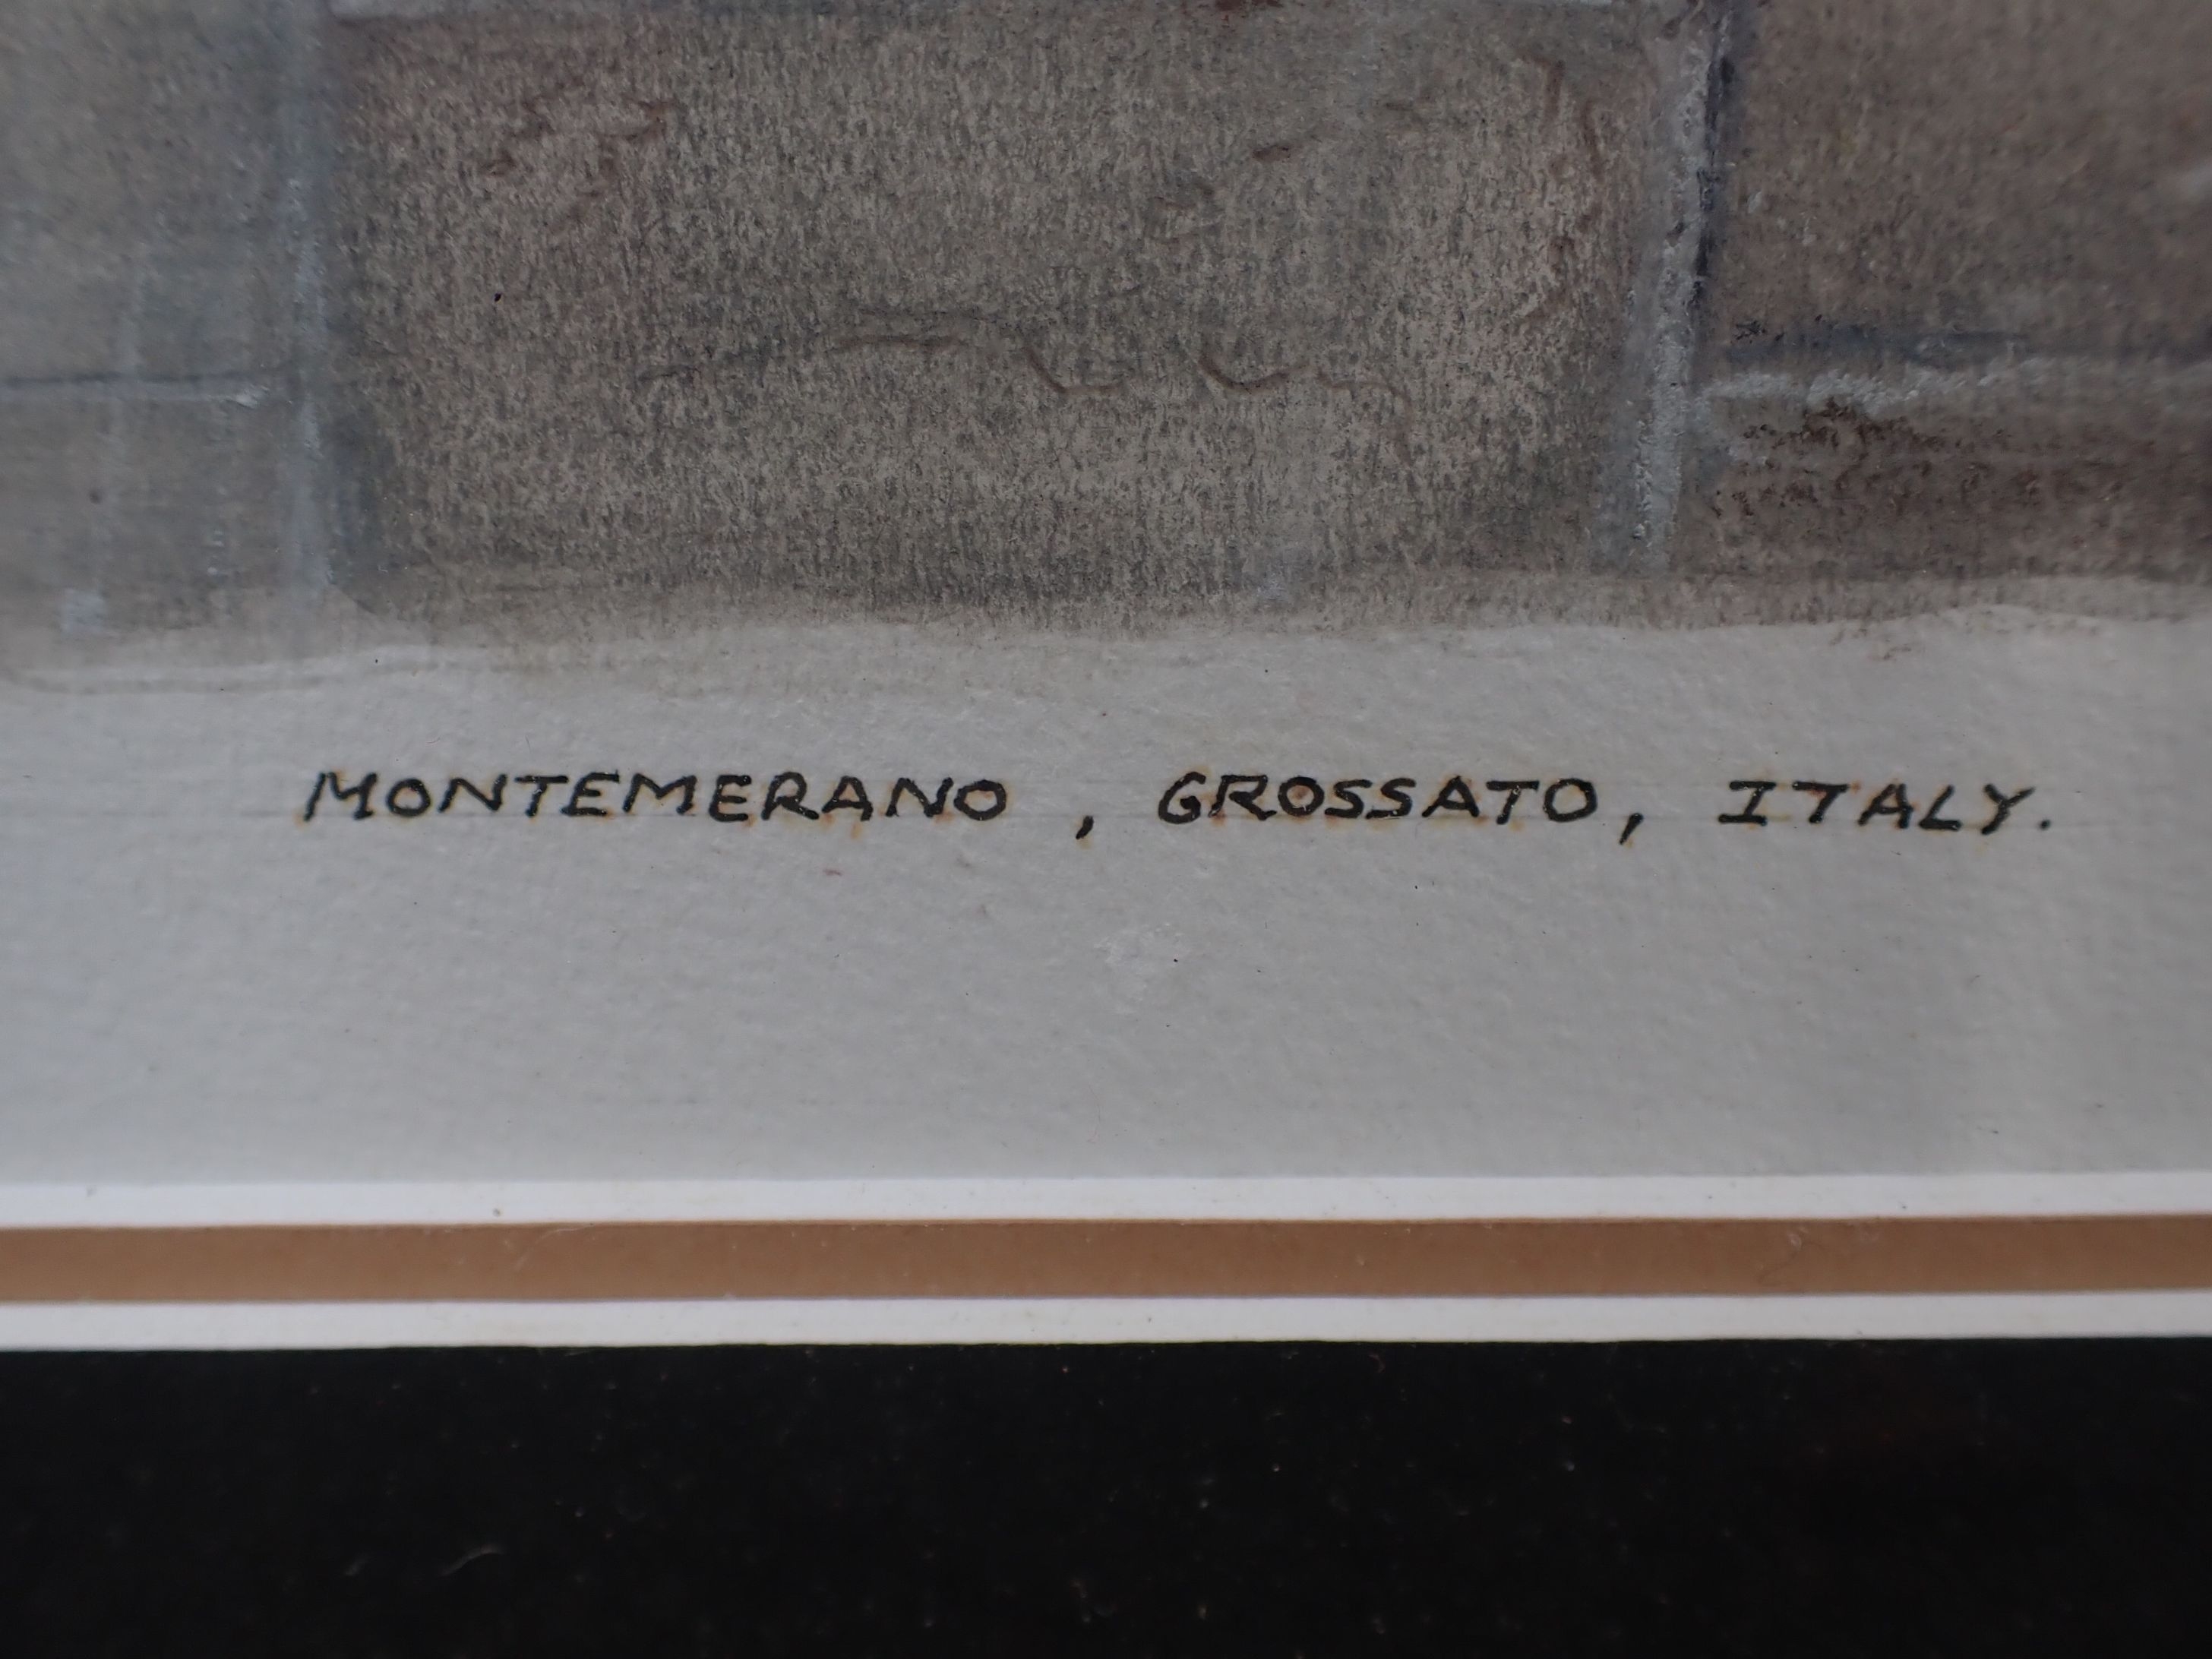 MONTEMERANO , GROSSATO, ITALY.